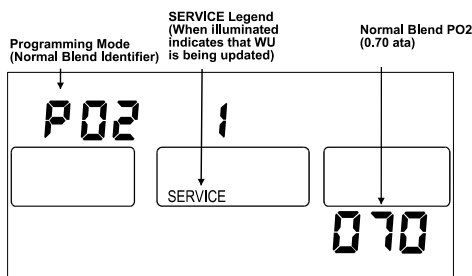 Programming Mode
(Normal Blend Identifier)
SERVICE Legend
(When illuminated
indicates that WU
is being updated)
Normal Blend PO2
(0.70 ata)
PO2 1
SERVICE
070